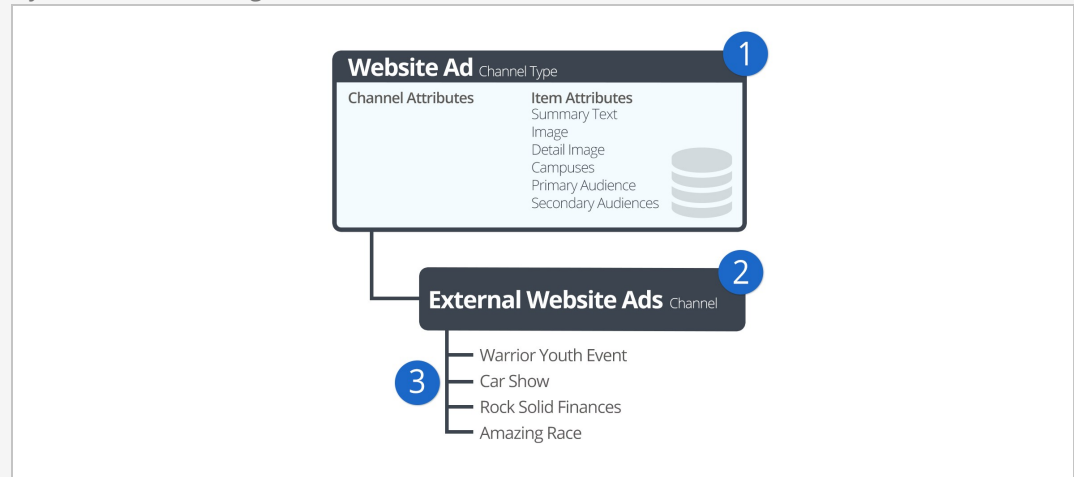 1
Website Ad Channel Type
Channel Attributes
Item Attributes
Summary Text
Image
Detail Image
Campuses
Primary Audience
Secondary Audiences
2
External Website Ads Channel
3
Warrior Youth Event
Car Show
Rock Solid Finances
Amazing Race